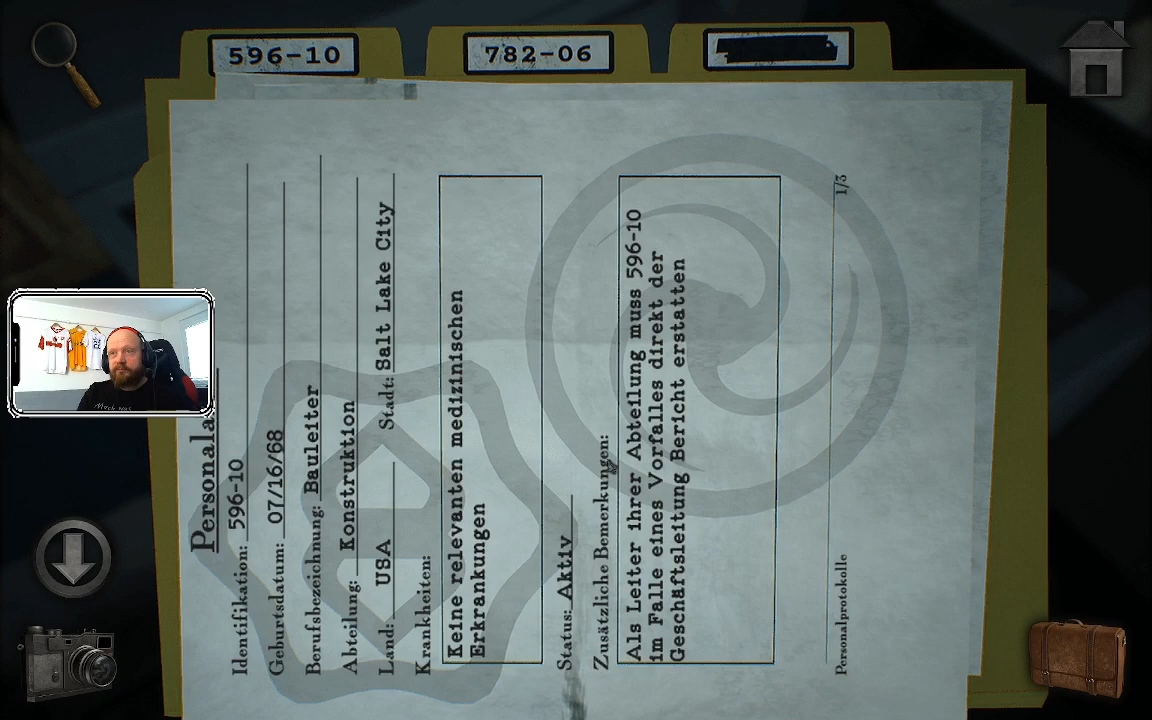 596-10
782-06
Personala
Identifikation: 596-10
Geburtsdatum: 07/16/68
Berufsbezeichnung: Bauleiter
Abteilung: Konstruktion
Land: USA Stadt: Salt Lake City
Krankheiten:
Keine relevanten medizinischen
Erkrankungen
Status: Aktiv
Zusätzliche Bemerkungen:
Als Leiter ihrer Abteilung muss 596-10
im Falle eines Vorfalles direkt der
Geschäftsleitung Bericht erstatten
Personalprotokolle 1/3